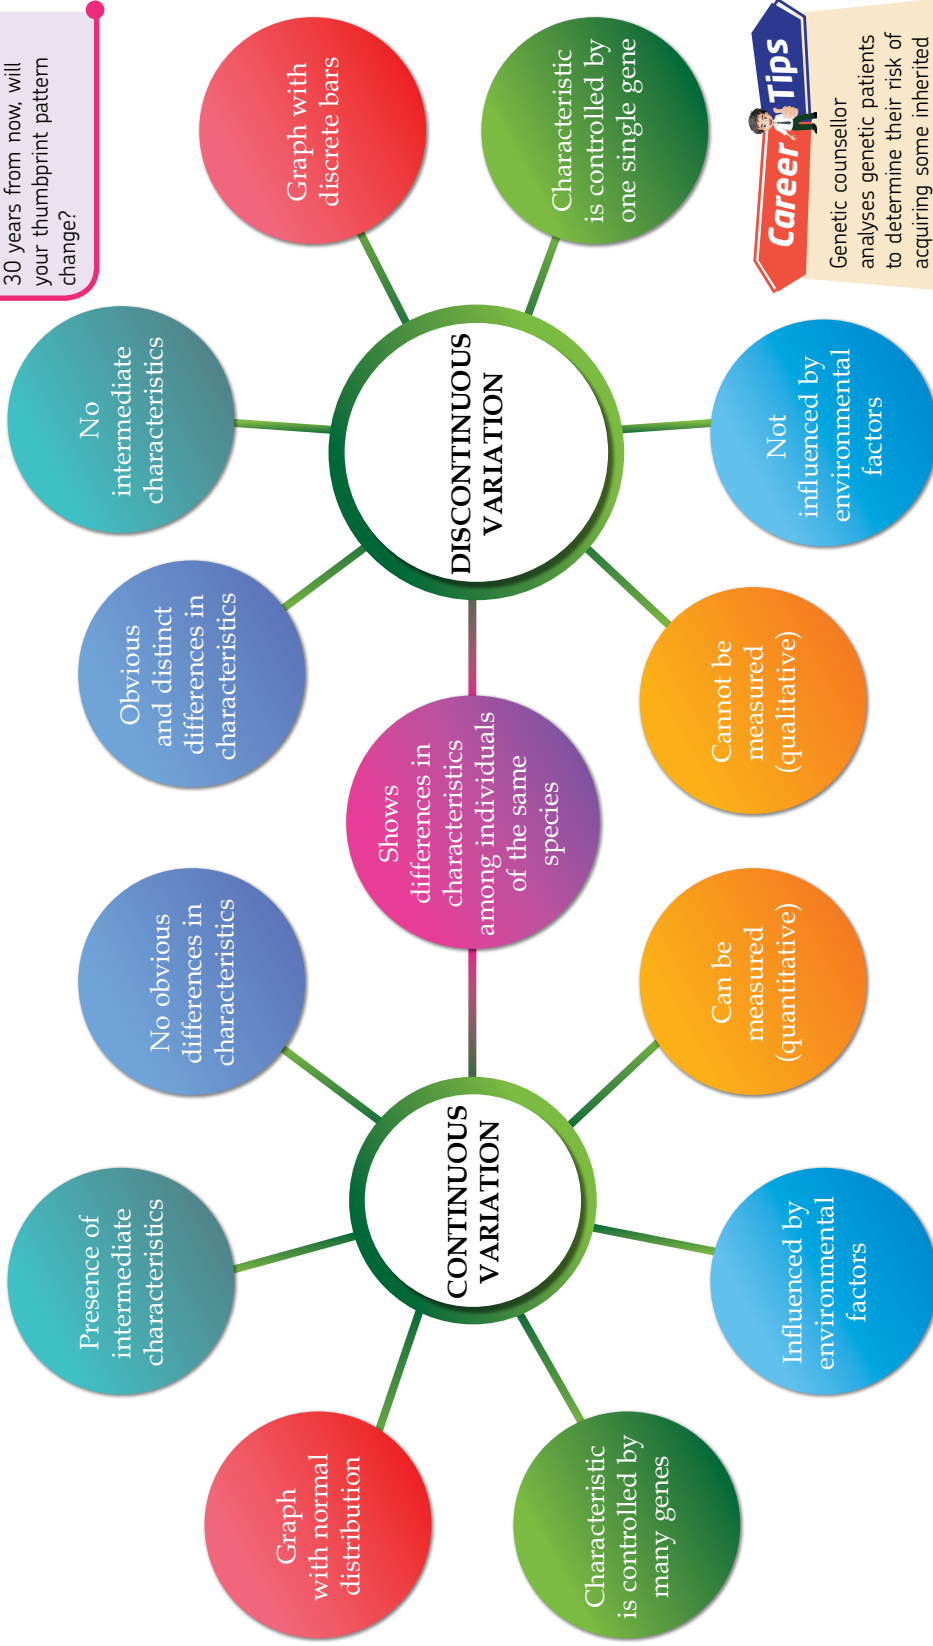 30 years from now, will
your thumbprint pattern
change?
Presence of
intermediate
characteristics
No obvious
differences in
characteristics
Obvious
and distinct
differences in
characteristics
No
intermediate
characteristics
Graph
with normal
distribution
CONTINUOUS
VARIATION
Shows
differences in
characteristics
among individuals
of the same
species
DISCONTINUOUS
VARIATION
Graph with
discrete bars
Characteristic
is controlled by
many genes
Influenced by
environmental
factors
Can be
measured
(quantitative)
Cannot be
measured
(qualitative)
Not
influenced by
environmental
factors
Characteristic
is controlled by
one single gene
Career Tips
Genetic counsellor
analyses genetic patients
to determine their risk of
acquiring some inherited